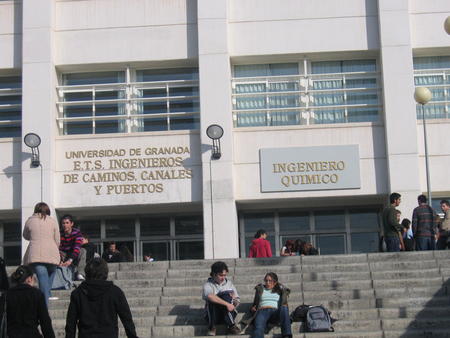 UNIVERSIDAD DE GRANADA
E.T.S. INGENIEROS
DE CAMINOS, CANALES
Y PUERTOS
INGENIERO
QUIMICO